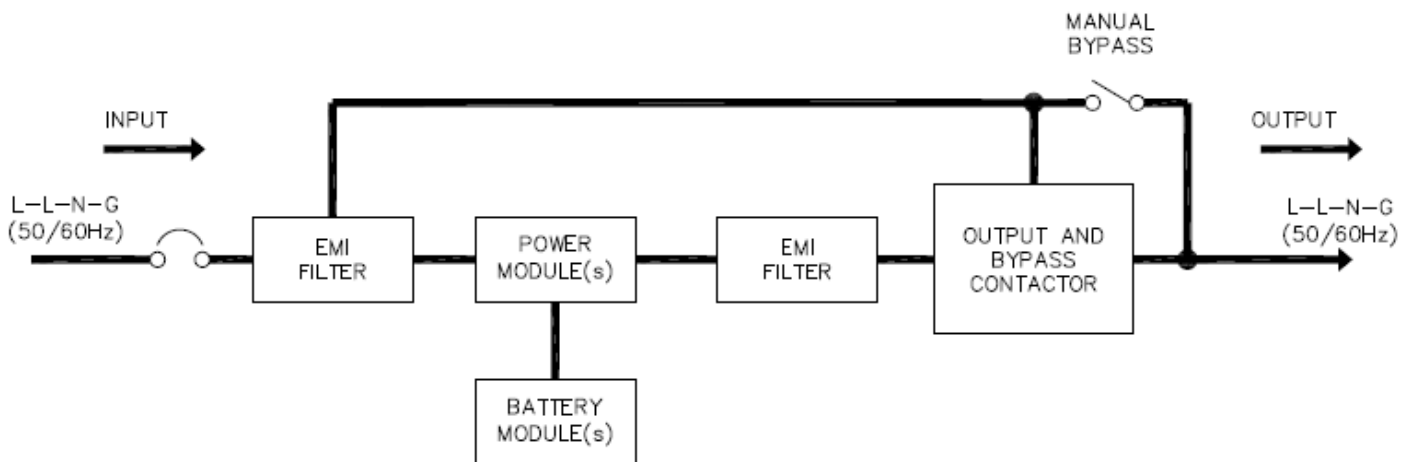 MANUAL
BYPASS
INPUT
OUTPUT
L-L-N-G
(50/60Hz)
EMI
FILTER
POWER
MODULE(s)
EMI
FILTER
OUTPUT AND
BYPASS
CONTACTOR
L-L-N-G
(50/60Hz)
BATTERY
MODULE(s)